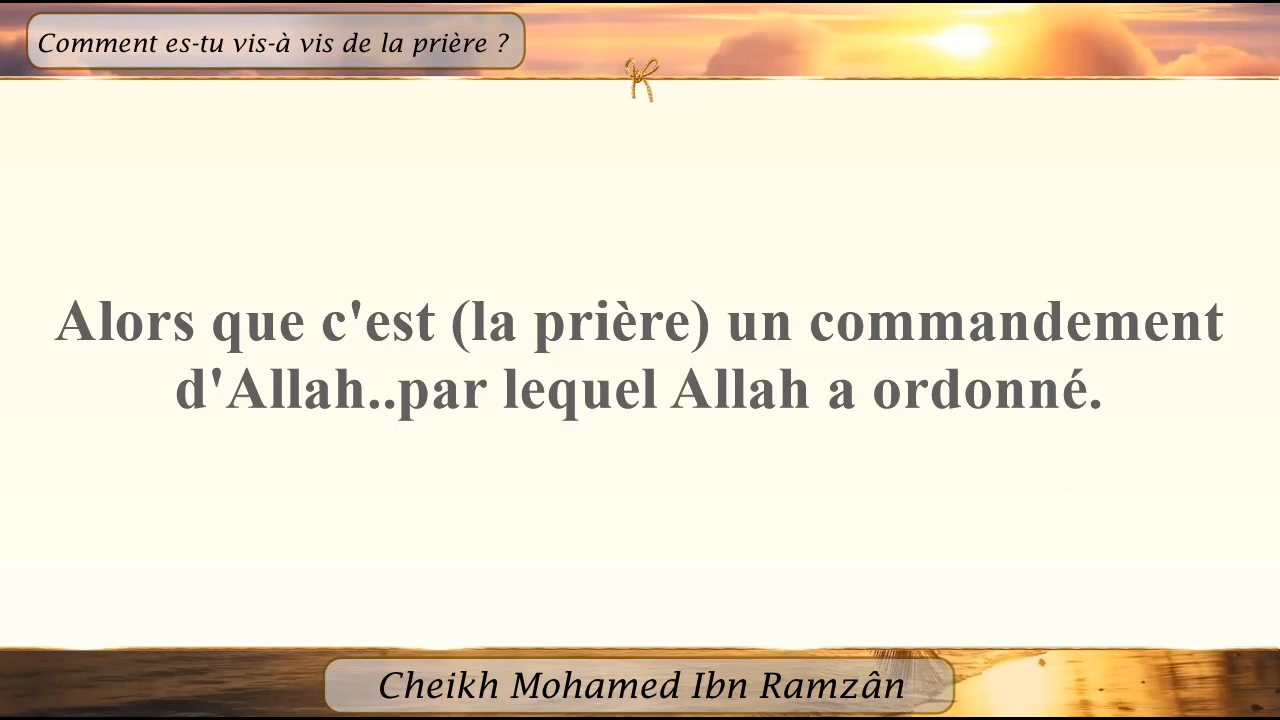 Comment es-tu vis-à vis de la prière ?
Alors que c'est (la prière) un commandement
d'Allah..par lequel Allah a ordonné.
Cheikh Mohamed Ibn Ramzân